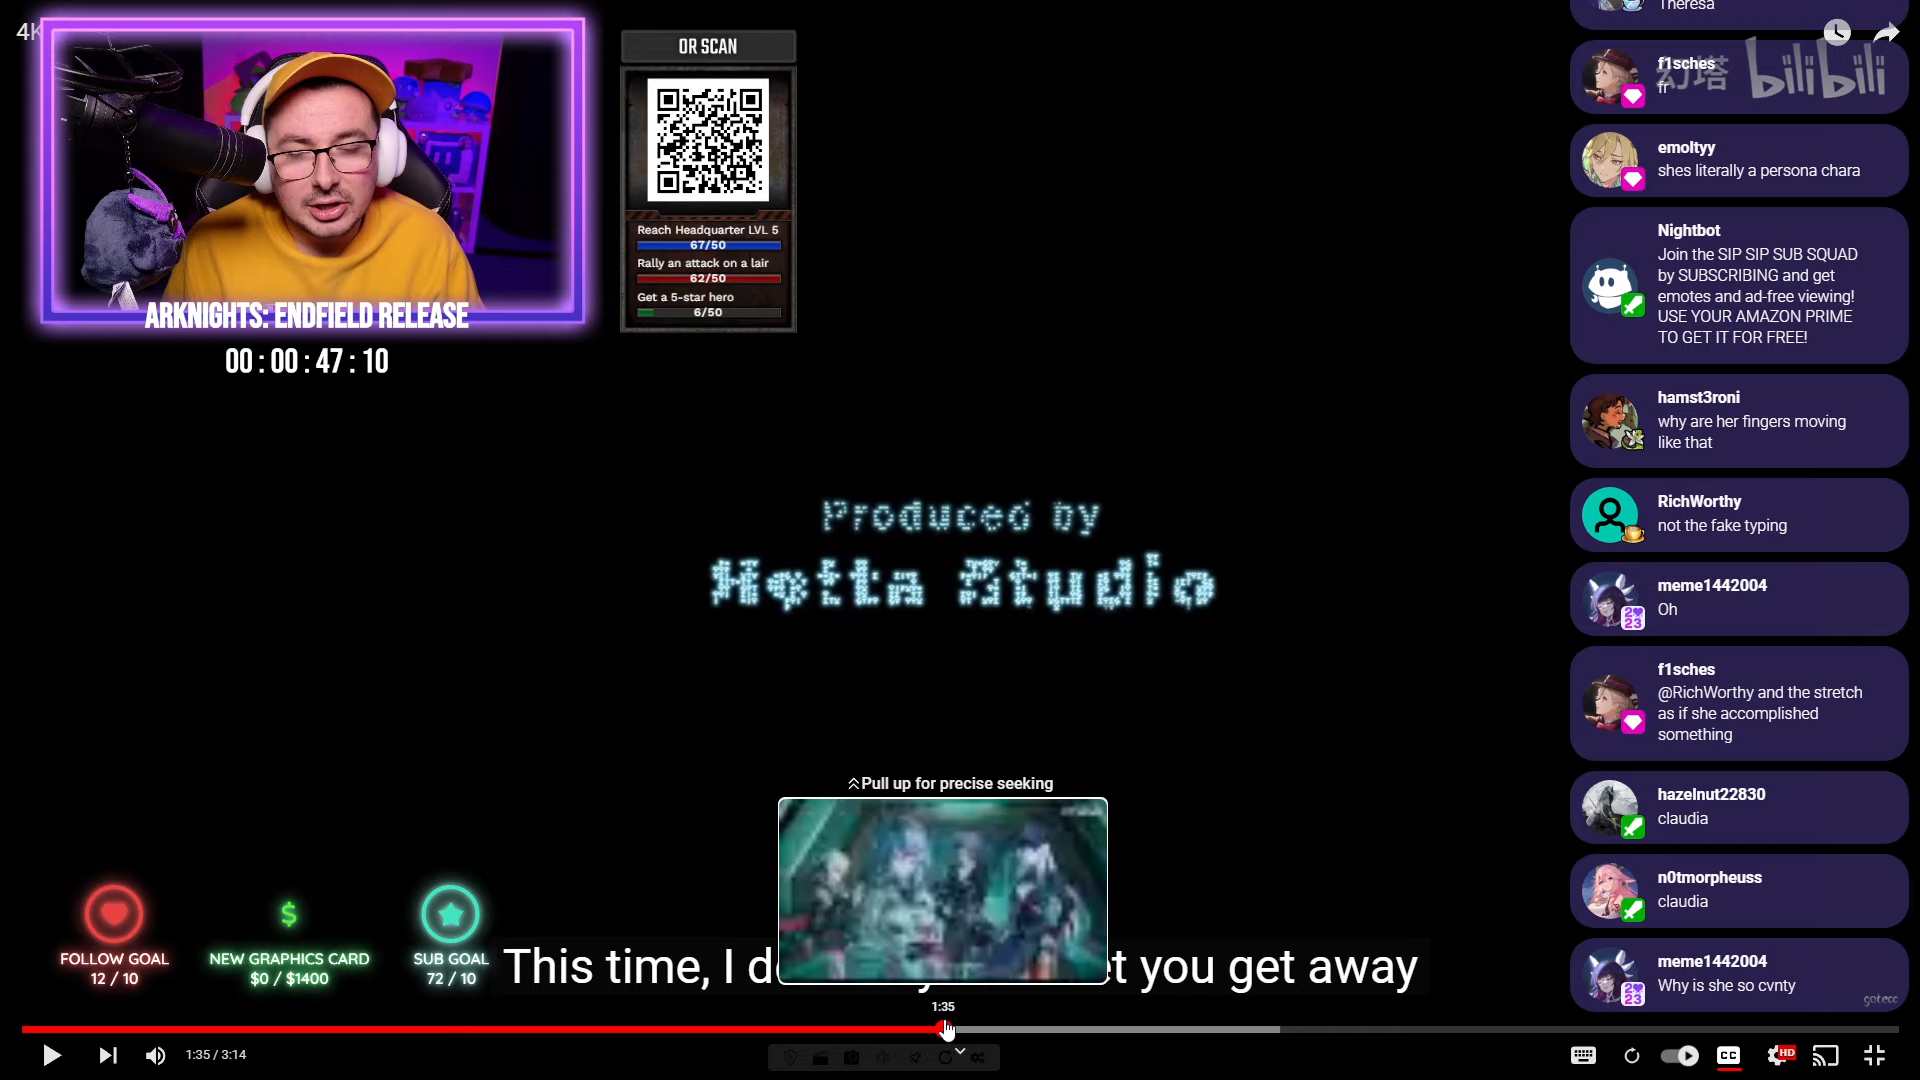 4K
OR SCAN
Reach Headquarter LVL 5
67/50
Rally an attack on a lair
62/50
Get a 5-star hero
6/50
ARKNIGHTS: ENDFIELD RELEASE
00:00:47:10
Theresa
幻塔 bilibili
f1sches
fr
emoltyy
shes literally a persona chara
Nightbot
Join the SIP SIP SUB SQUAD
by SUBSCRIBING and get
emotes and ad-free viewing!
USE YOUR AMAZON PRIME
TO GET IT FOR FREE!
hamst3roni
why are her fingers moving
like that
RichWorthy
not the fake typing
meme1442004
Oh
f1sches
@RichWorthy and the stretch
as if she accomplished
something
hazelnut22830
claudia
n0tmorpheuss
claudia
meme1442004
Why is she so cvnty
Produced by
Hotta Studio
Pull up for precise seeking
FOLLOW GOAL
12 / 10
NEW GRAPHICS CARD
$0 / $1400
SUB GOAL
72 / 10
This time, I t you get away
1:35
1:35 / 3:14
CC
HD